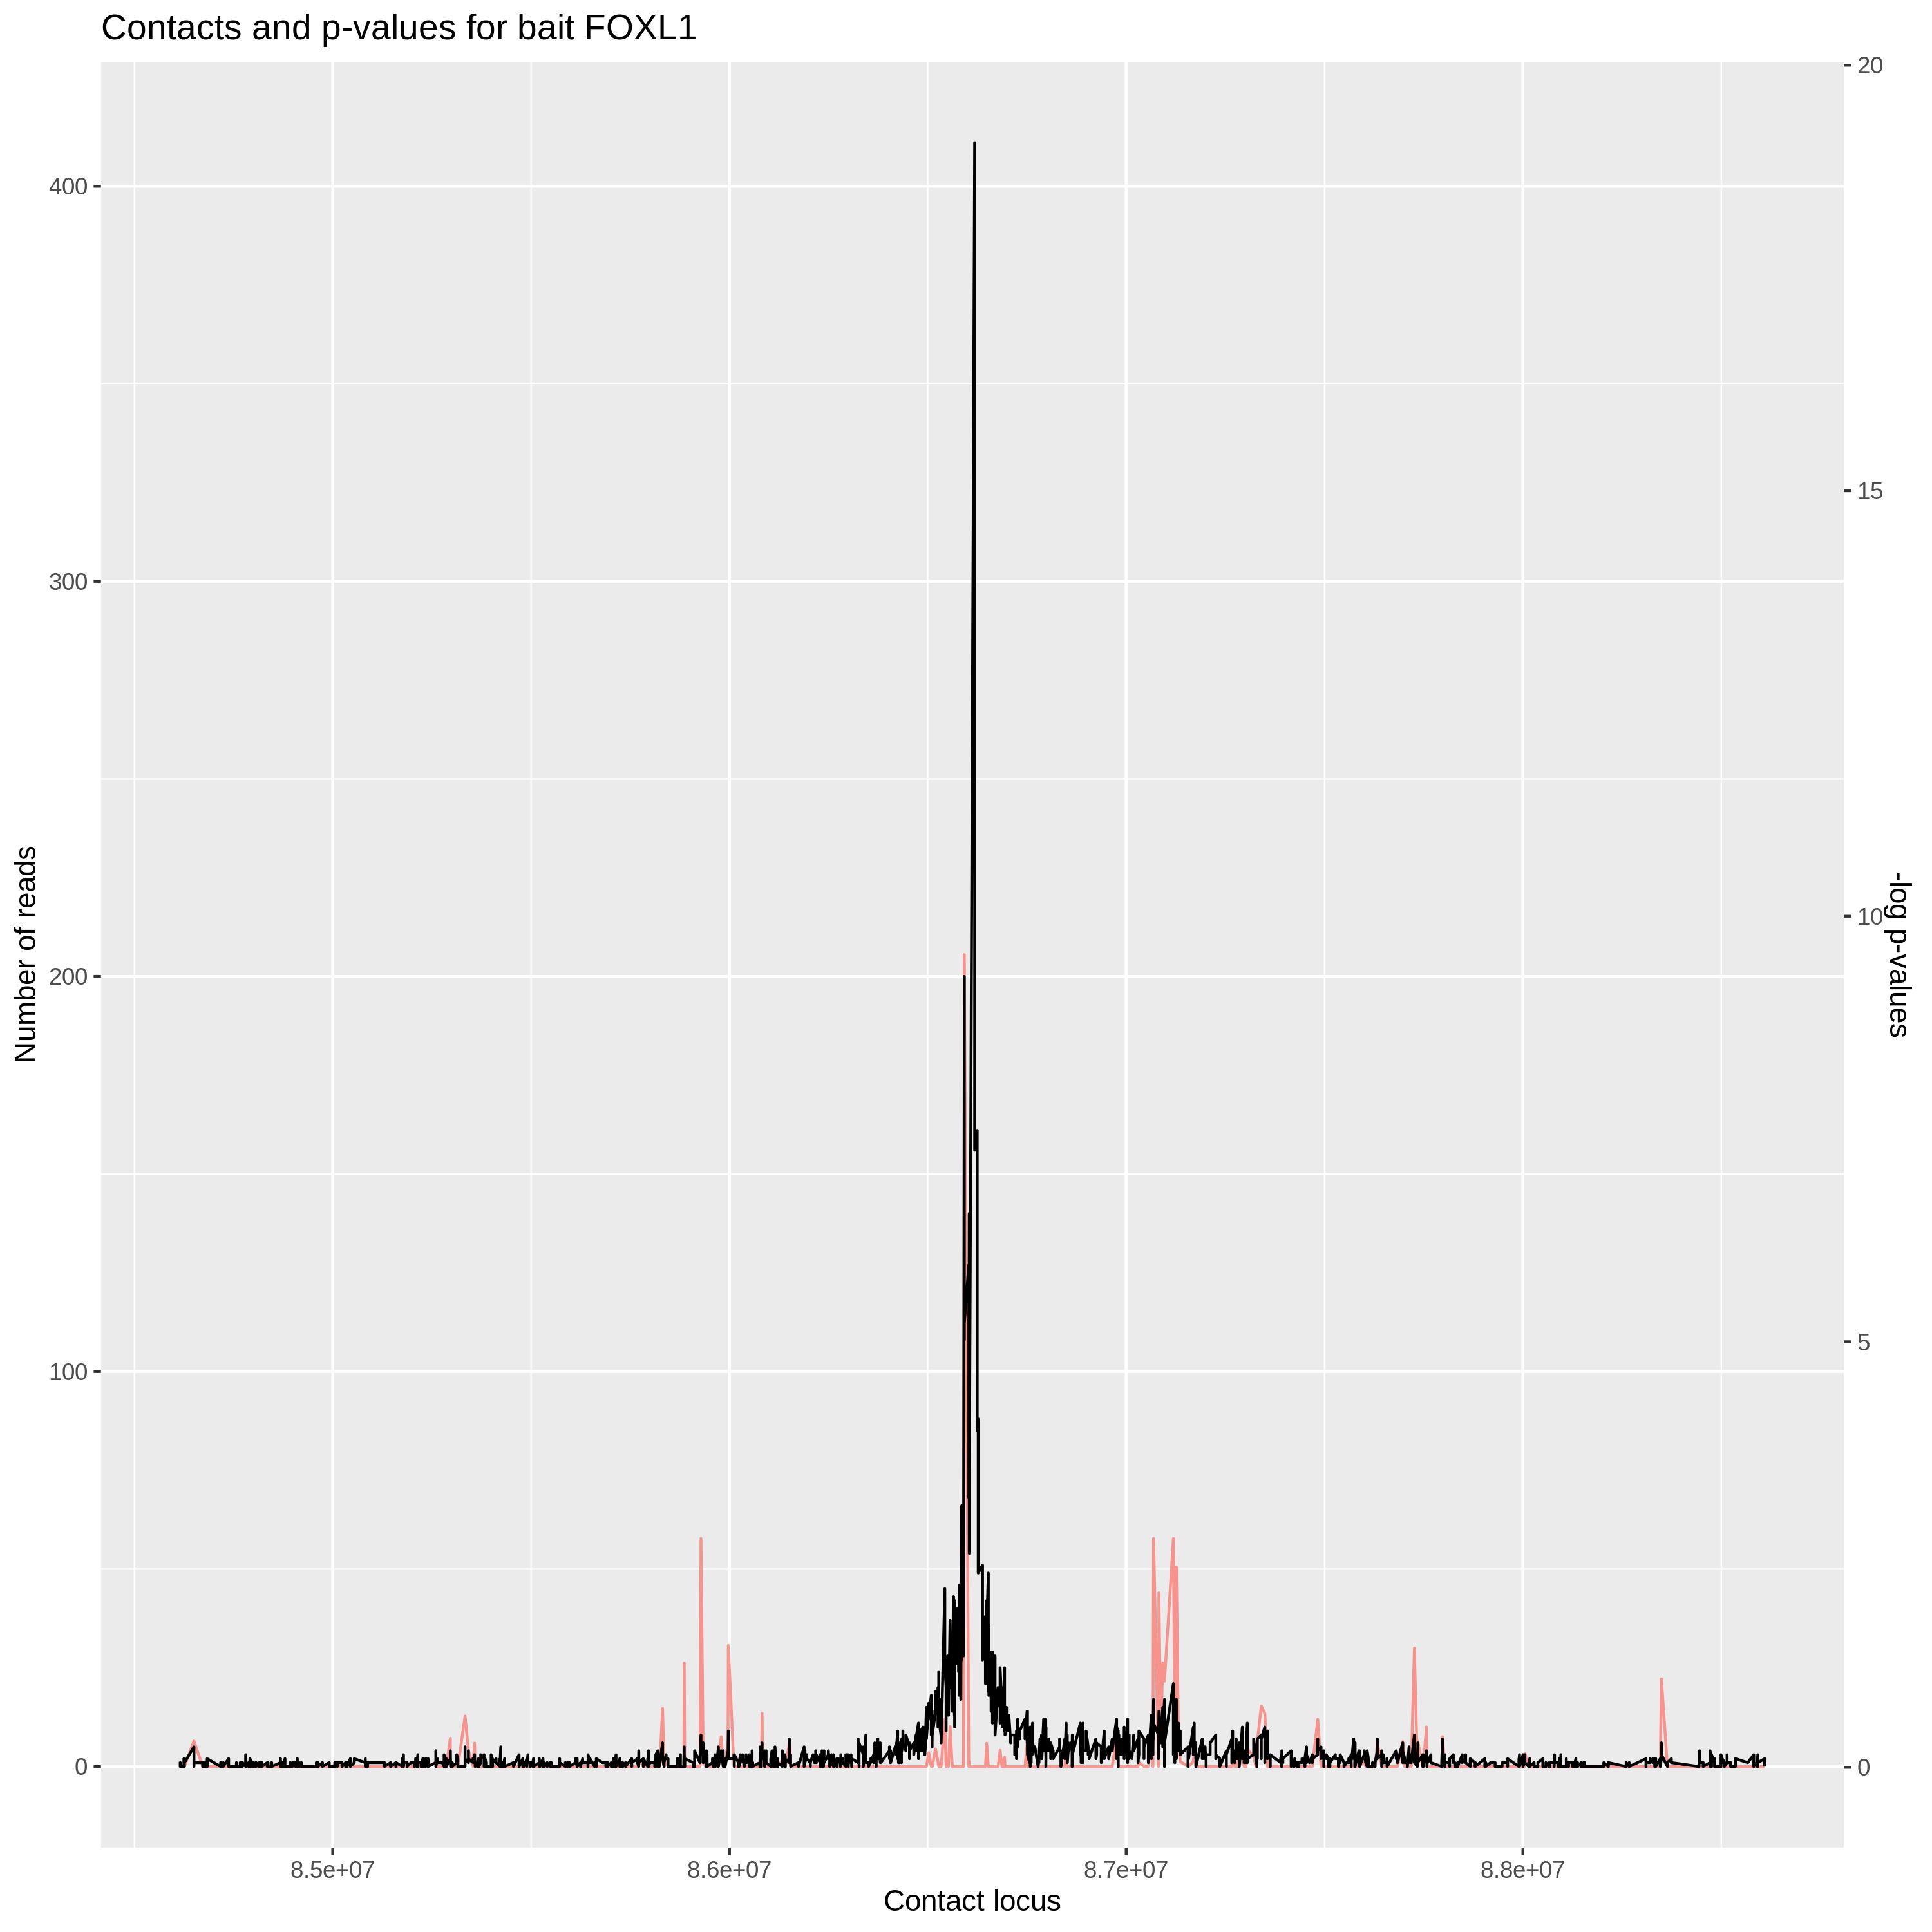 Contacts and p-values for bait FOXL1
20
400
15
300
10
200
5
100
0
0
Number of reads
-log p-values
8.5e+07
8.6e+07
8.7e+07
8.8e+07
Contact locus